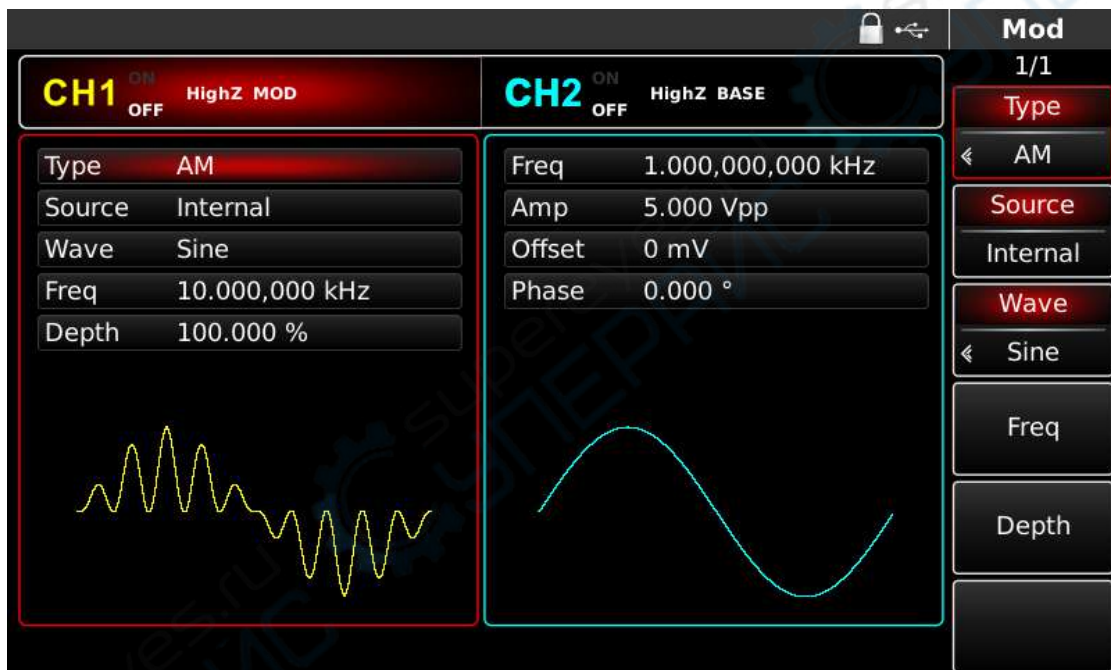 Mod
1/1
CH1 ON OFF HighZ MOD
CH2 ON OFF HighZ BASE
Type AM
Source Internal
Wave Sine
Freq 10.000,000 kHz
Depth 100.000 %
Freq 1.000,000,000 kHz
Amp 5.000 Vpp
Offset 0 mV
Phase 0.000 °
Type
AM
Source
Internal
Wave
Sine
Freq
Depth